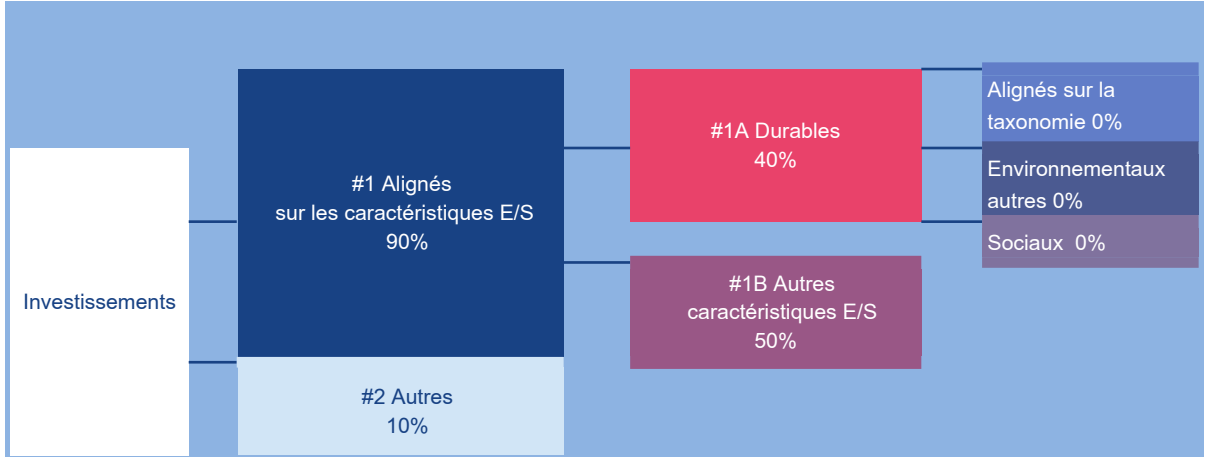 Investissements
#1 Alignés
sur les caractéristiques E/S
90%
#2 Autres
10%
#1A Durables
40%
#1B Autres
caractéristiques E/S
50%
Alignés sur la
taxonomie 0%
Environnementaux
autres 0%
Sociaux 0%